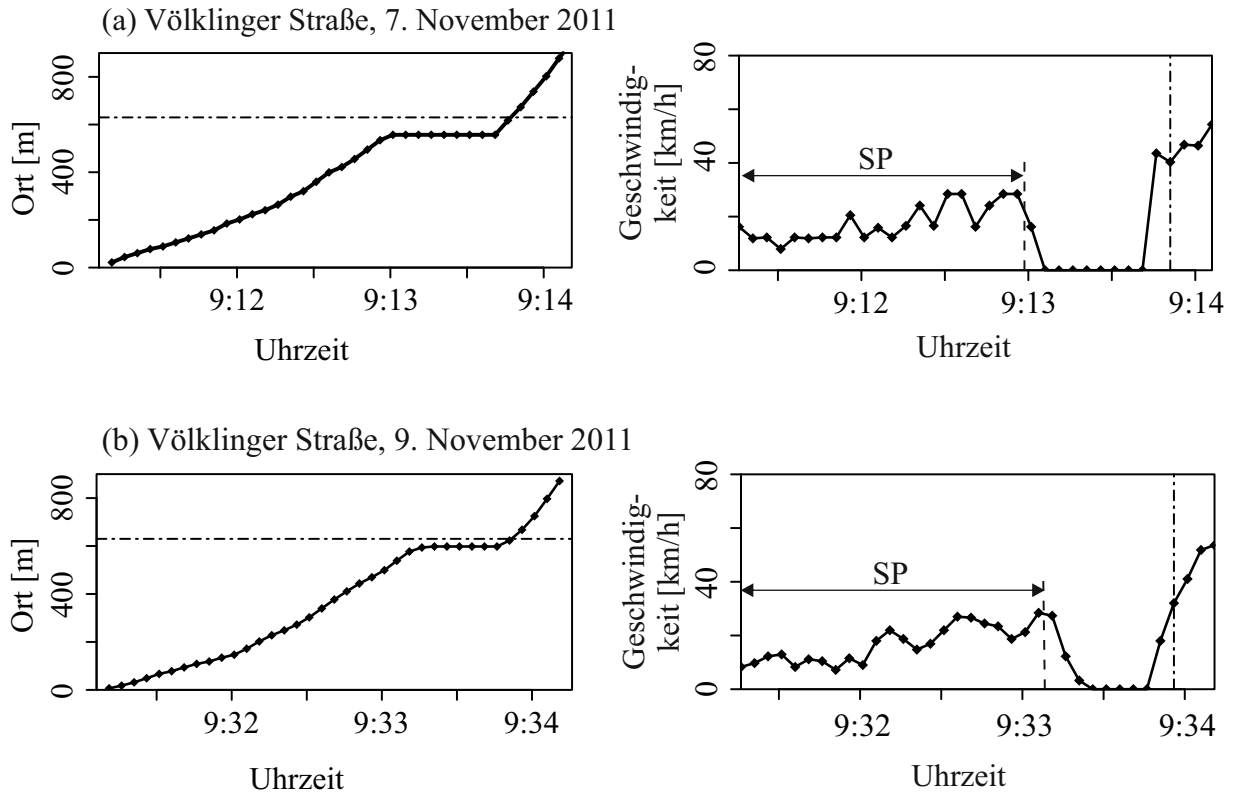 (a) Völklinger Straße, 7. November 2011
Ort [m]
0
400
800
9:12
9:13
9:14
Uhrzeit
Geschwindig-
keit [km/h]
0
40
80
SP
9:12
9:13
9:14
Uhrzeit
(b) Völklinger Straße, 9. November 2011
Ort [m]
0
400
800
9:32
9:33
9:34
Uhrzeit
Geschwindig-
keit [km/h]
0
40
80
SP
9:32
9:33
9:34
Uhrzeit